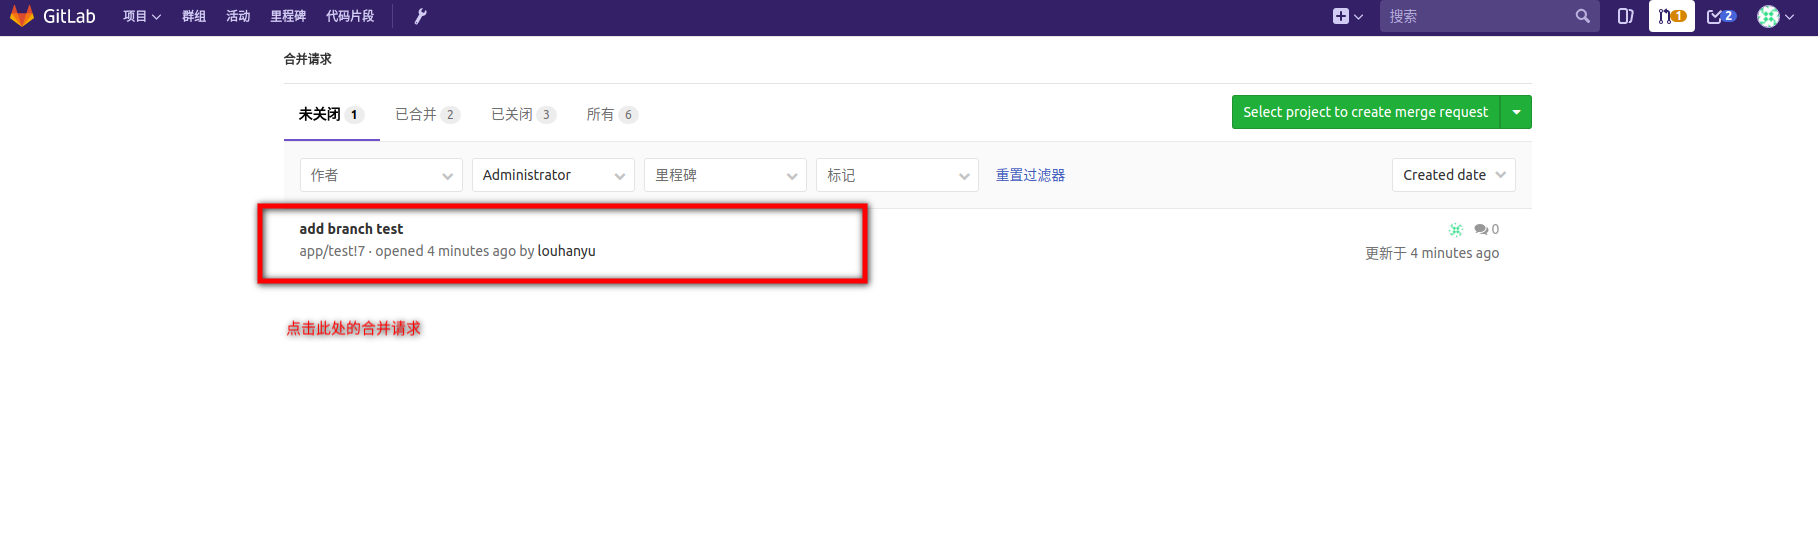 GitLab 项目 群组 活动 里程碑 代码片段 搜索 1 2
合并请求
未关闭 1 已合并 2 已关闭 3 所有 6 Select project to create merge request
作者 Administrator 里程碑 标记 重置过滤器 Created date
add branch test 0
app/test!7 · opened 4 minutes ago by louhanyu 更新于 4 minutes ago
点击此处的合并请求